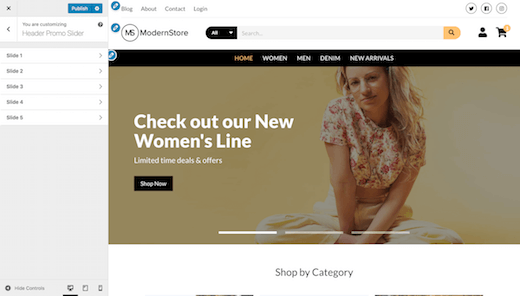 Publish
You are customizing
Header Promo Slider
Slide 1
Slide 2
Slide 3
Slide 4
Slide 5
Hide Controls
Blog About Contact Login
MS ModernStore
All Search...
HOME WOMEN MEN DENIM NEW ARRIVALS
Check out our New
Women's Line
Limited time deals & offers
Shop Now
Shop by Category